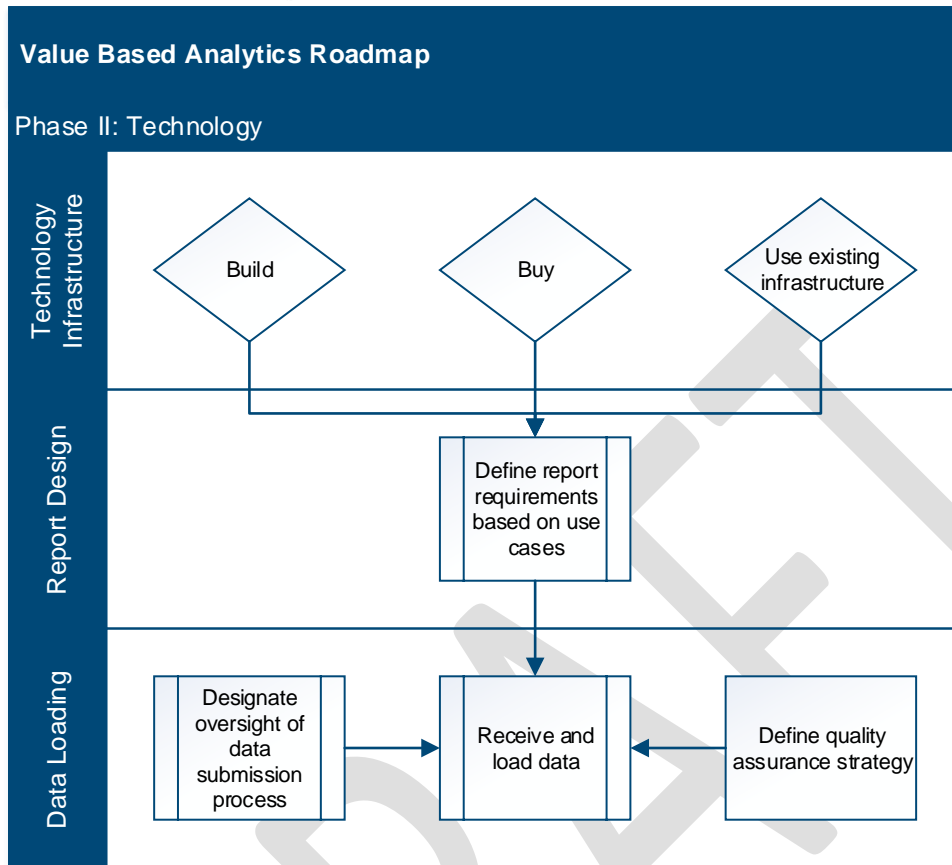 Value Based Analytics Roadmap
Phase II: Technology
Technology
Infrastructure
Build
Buy
Use existing
infrastructure
Report Design
Define report
requirements
based on use
cases
Data Loading
Designate
oversight of
data
submission
process
Receive and
load data
Define quality
assurance strategy
DRAFT